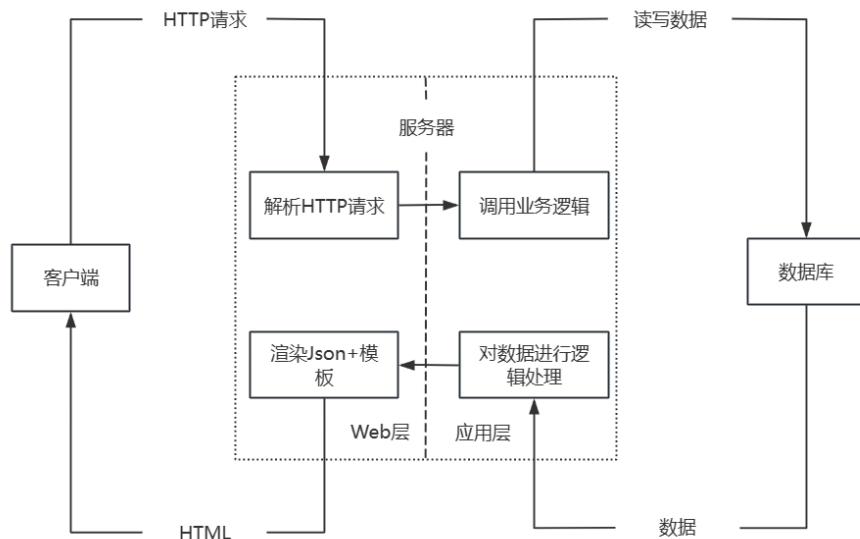 HTTP请求
读写数据
服务器
解析HTTP请求
调用业务逻辑
客户端
数据库
渲染Json+模
板
对数据进行逻
辑处理
Web层
应用层
HTML
数据